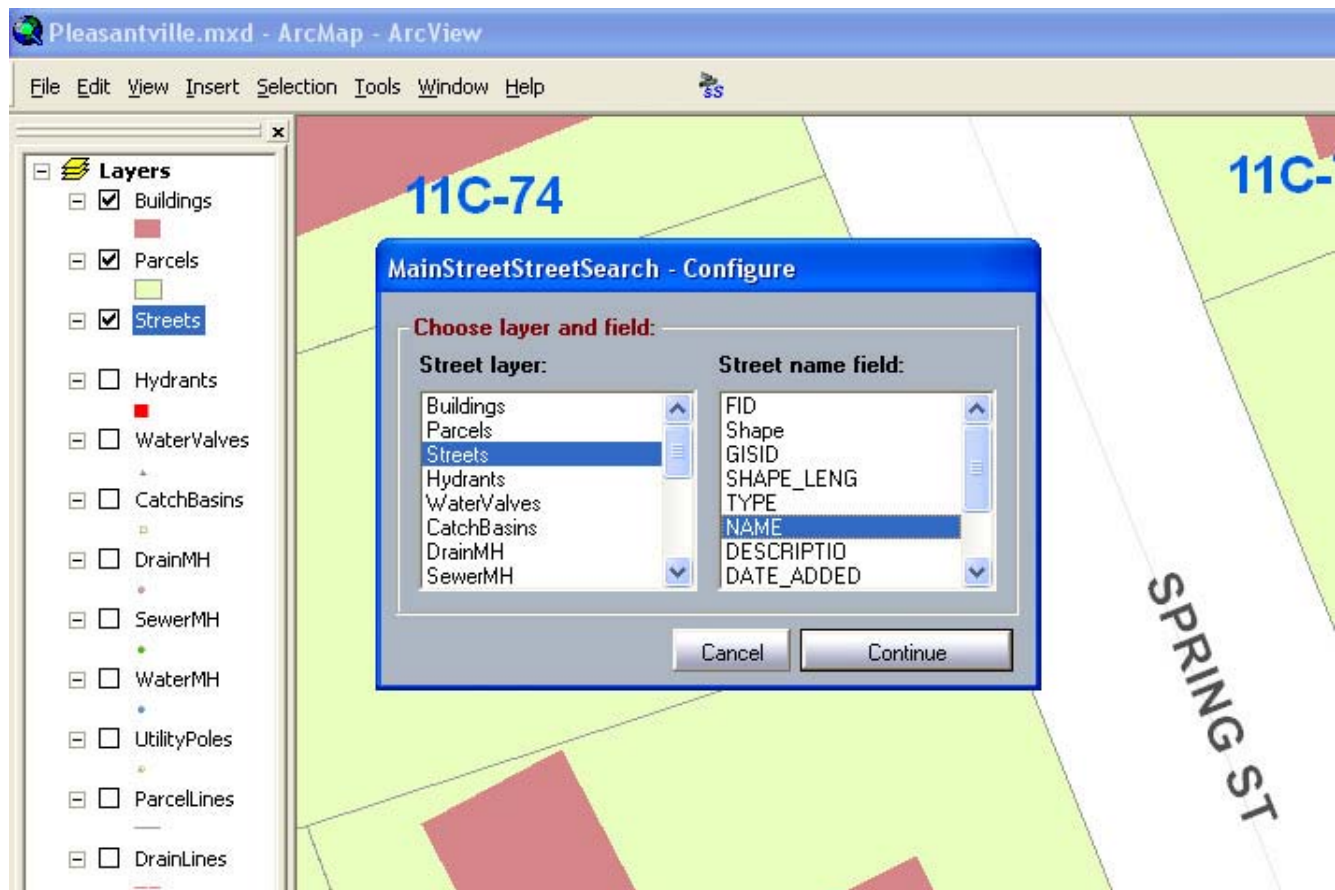 Pleasantville.mxd - ArcMap - ArcView
File Edit View Insert Selection Tools Window Help
sS
x
Layers
Buildings
Parcels
Streets
Hydrants
WaterValves
CatchBasins
DrainMH
SewerMH
WaterMH
UtilityPoles
ParcelLines
DrainLines
11C-74
11C-
MainStreetStreetSearch - Configure
Choose layer and field:
Street layer:
Buildings
Parcels
Streets
Hydrants
WaterValves
CatchBasins
DrainMH
SewerMH
Street name field:
FID
Shape
GISID
SHAPE_LENG
TYPE
NAME
DESCRIPTIO
DATE_ADDED
Cancel Continue
SPRING ST